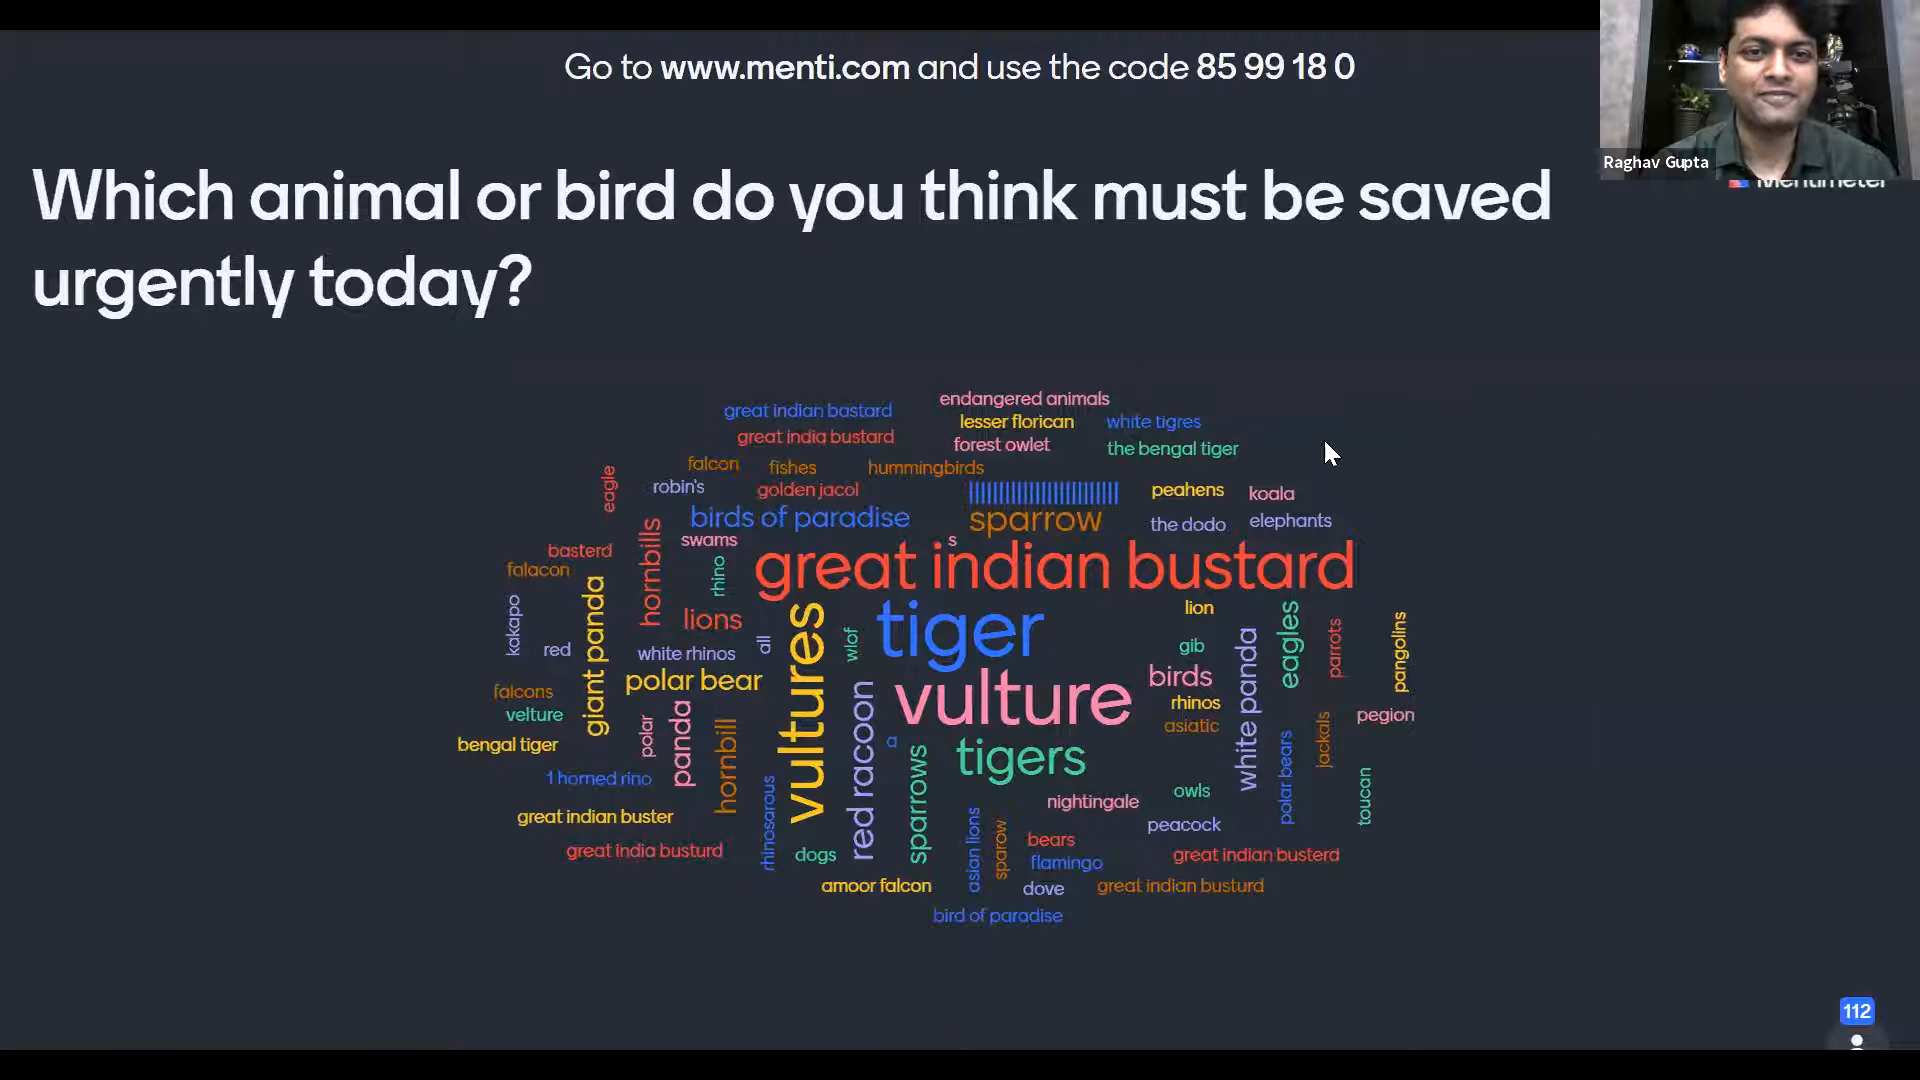 Go to www.menti.com and use the code 85 99 18 0
Raghav Gupta
Mentimeter
Which animal or bird do you think must be saved
urgently today?
endangered animals
great indian bastard
lesser florican
white tigres
great india bustard
forest owlet
the bengal tiger
falcon
fishes
hummingbirds
eagle
robin's
golden jacol
peahens
koala
birds of paradise
sparrow
the dodo
elephants
hornbills
swams
s
basterd
great indian bustard
falacon
rhino
giant panda
kakapo
lions
vultures
tiger
lion
eagles
parrots
pangolins
red
white rhinos
all
wlof
gib
polar bear
birds
white panda
falcons
vulture
rhinos
velture
polar
panda
red racoon
asiatic
jackals
pegion
bengal tiger
hornbill
a
tigers
polar bears
1 horned rino
rhinosarous
sparrows
owls
toucan
nightingale
great indian buster
peacock
asian lions
sparow
bears
great india busturd
dogs
flamingo
great indian busterd
amoor falcon
dove
great indian busturd
bird of paradise
112